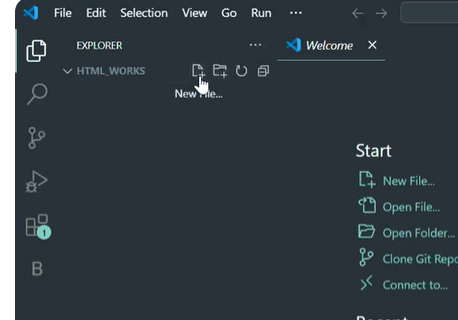 File Edit Selection View Go Run ···
EXPLORER ···
Welcome
HTML_WORKS
New File...
Start
New File...
Open File...
Open Folder...
Clone Git Repo
Connect to...
1
B
Recent